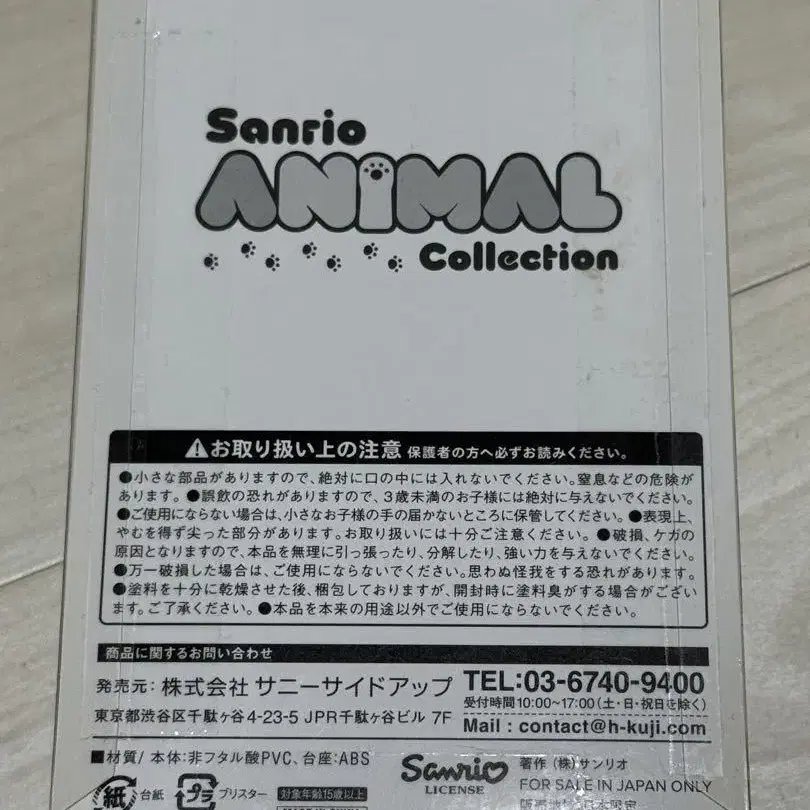 Sanrio
ANIMAL
Collection
⚠お取り扱い上の注意 保護者の方へ必ずお読みください。
●小さな部品がありますので、絶対に口の中には入れないでください。窒息などの危険が
あります。●誤飲の恐れがありますので、3歳未満のお子様には絶対に与えないでください。
●ご使用にならない場合は、小さなお子様の手の届かないところに保管してください。●表現上、
やむを得ず尖った部分があります。お取り扱いには十分ご注意ください。●破損、ケガの
原因となりますので、本品を無理に引っ張ったり、分解したり、強い力を与えないでください。
●万一破損した場合は、ご使用にならないでください。思わぬ怪我をする恐れがあります。
●塗料を十分に乾燥させた後、梱包しておりますが、開封時に塗料臭がする場合がござい
ます。ご了承ください。●本品を本来の用途以外でご使用にならないでください。
商品に関するお問い合わせ
発売元: 株式会社 サニーサイドアップ
東京都渋谷区千駄ヶ谷4-23-5 JPR千駄ヶ谷ビル 7F
TEL:03-6740-9400
受付時間10:00~17:00(土・日・祝日を除く)
Mail : contact@h-kuji.com
■材質/ 本体:非フタル酸PVC、台座:ABS
紙 台紙 プラ ブリスター 対象年齢15歳以上
Sanrio
LICENSE
著作 (株)サンリオ
FOR SALE IN JAPAN ONLY